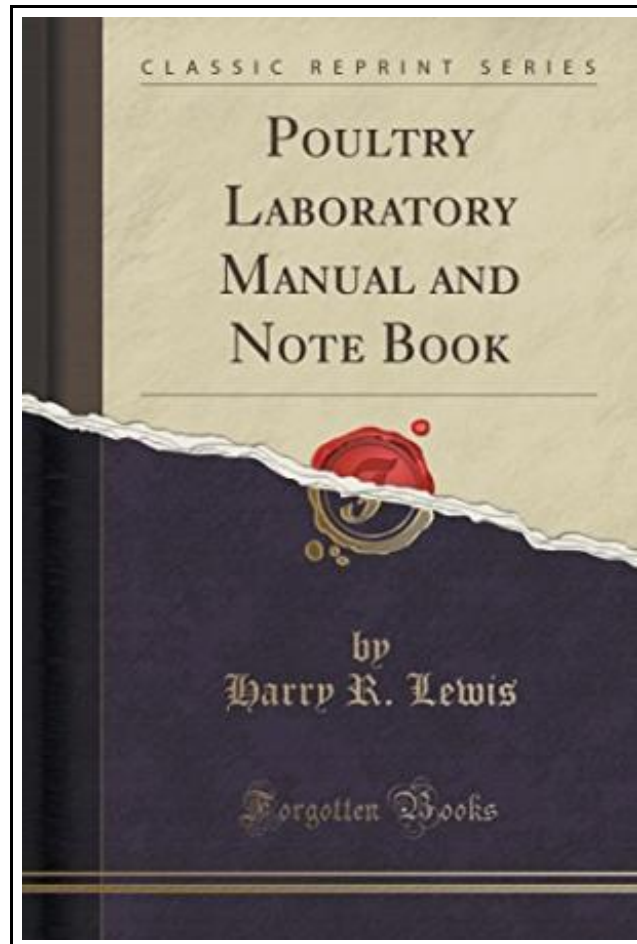 CLASSIC REPRINT SERIES
POULTRY
LABORATORY
MANUAL AND
NOTE BOOK
by
Harry R. Lewis
Forgotten Books